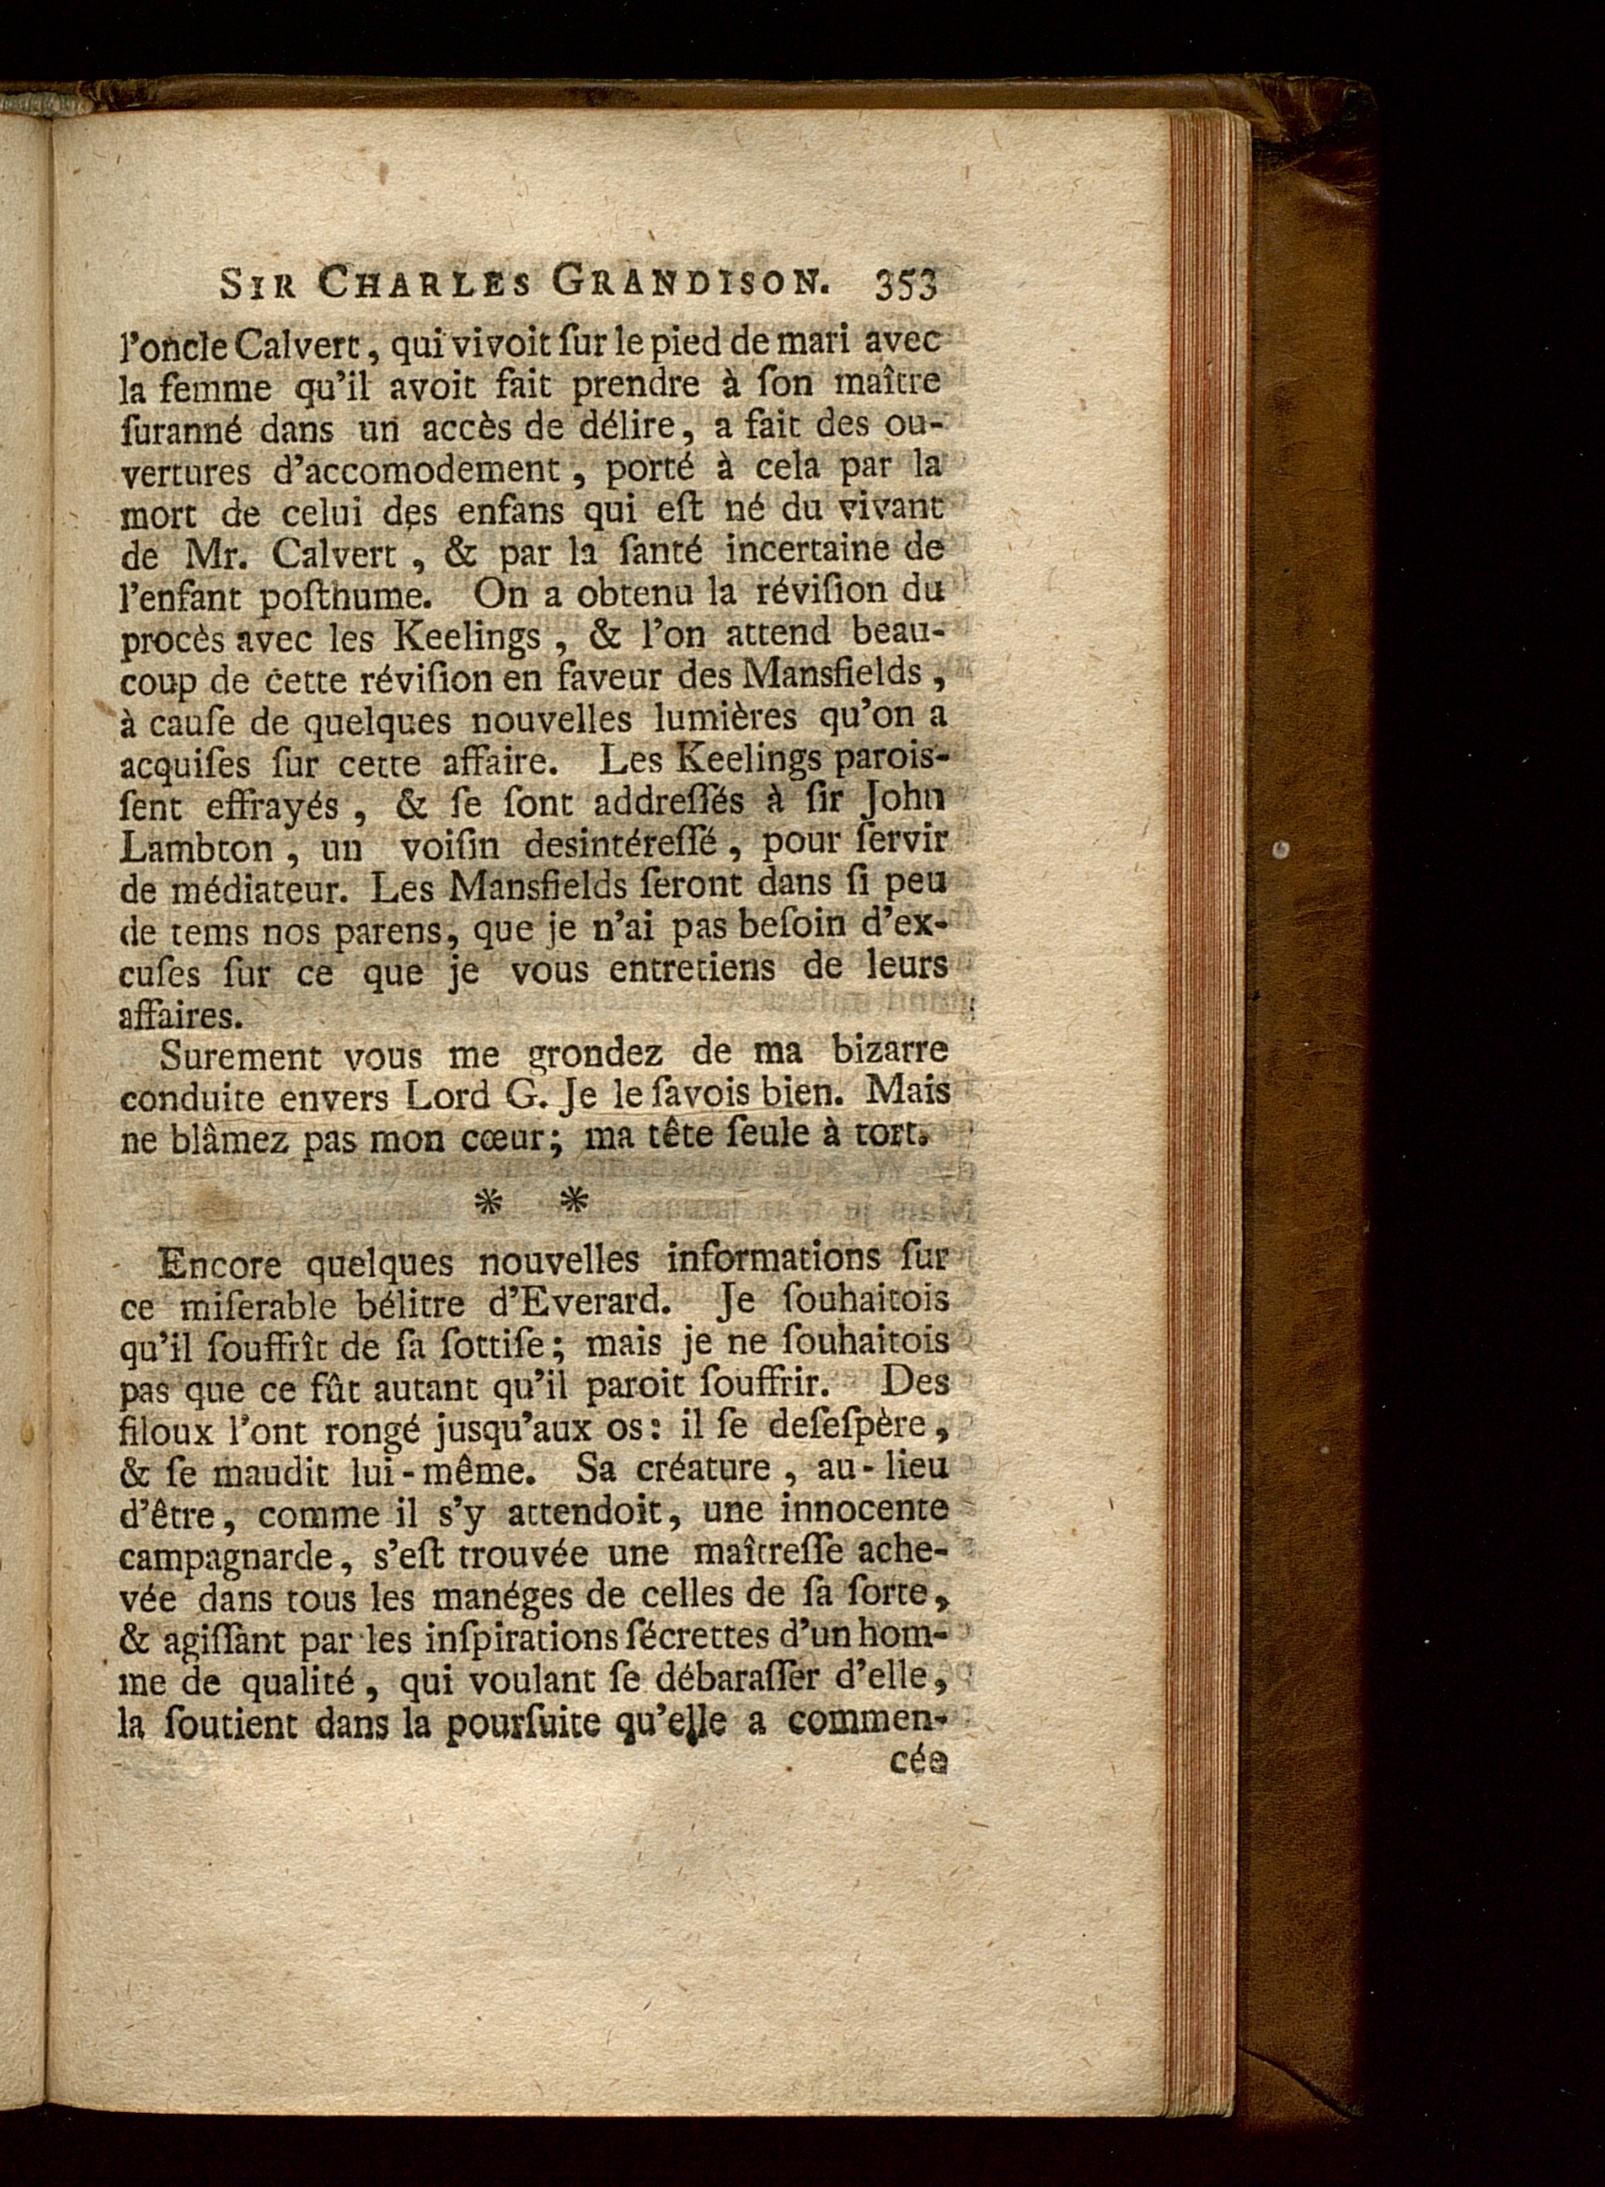 SIR CHARLES GRANDISON. 353
l'oncle Calvert, qui vivoit ſur le pied de mari avec
la femme qu'il avoit fait prendre à ſon maître
ſuranné dans un accès de délire, a fait des ou-
vertures d'accomodement, porté à cela par la
mort de celui des enfans qui eſt né du vivant
de Mr. Calvert, & par la ſanté incertaine de
l'enfant poſthume. On a obtenu la réviſion du
procès avec les Keelings, & l'on attend beau-
coup de cette réviſion en faveur des Mansfields,
à cauſe de quelques nouvelles lumières qu'on a
acquiſes ſur cette affaire. Les Keelings parois-
ſent effrayés, & ſe ſont addreſſés à ſir John
Lambton, un voiſin desintéreſſé, pour ſervir
de médiateur. Les Mansfields ſeront dans ſi peu
de tems nos parens, que je n'ai pas beſoin d'ex-
cuſes ſur ce que je vous entretiens de leurs
affaires.
Surement vous me grondez de ma bizarre
conduite envers Lord G. Je le ſavois bien. Mais
ne blâmez pas mon cœur; ma tête ſeule à tort.
* *
Encore quelques nouvelles informations ſur
ce miſerable bélitre d'Everard. Je ſouhaitois
qu'il ſouffrît de ſa ſottiſe; mais je ne ſouhaitois
pas que ce fût autant qu'il paroit ſouffrir. Des
filoux l'ont rongé jusqu'aux os: il ſe deſeſpère,
& ſe maudit lui-même. Sa créature, au-lieu
d'être, comme il s'y attendoit, une innocente
campagnarde, s'eſt trouvée une maîtreſſe ache-
vée dans tous les manéges de celles de ſa ſorte,
& agiſſant par les inſpirations ſécrettes d'un hom-
me de qualité, qui voulant ſe débaraſſer d'elle,
la ſoutient dans la pourſuite qu'elle a commen-
cée